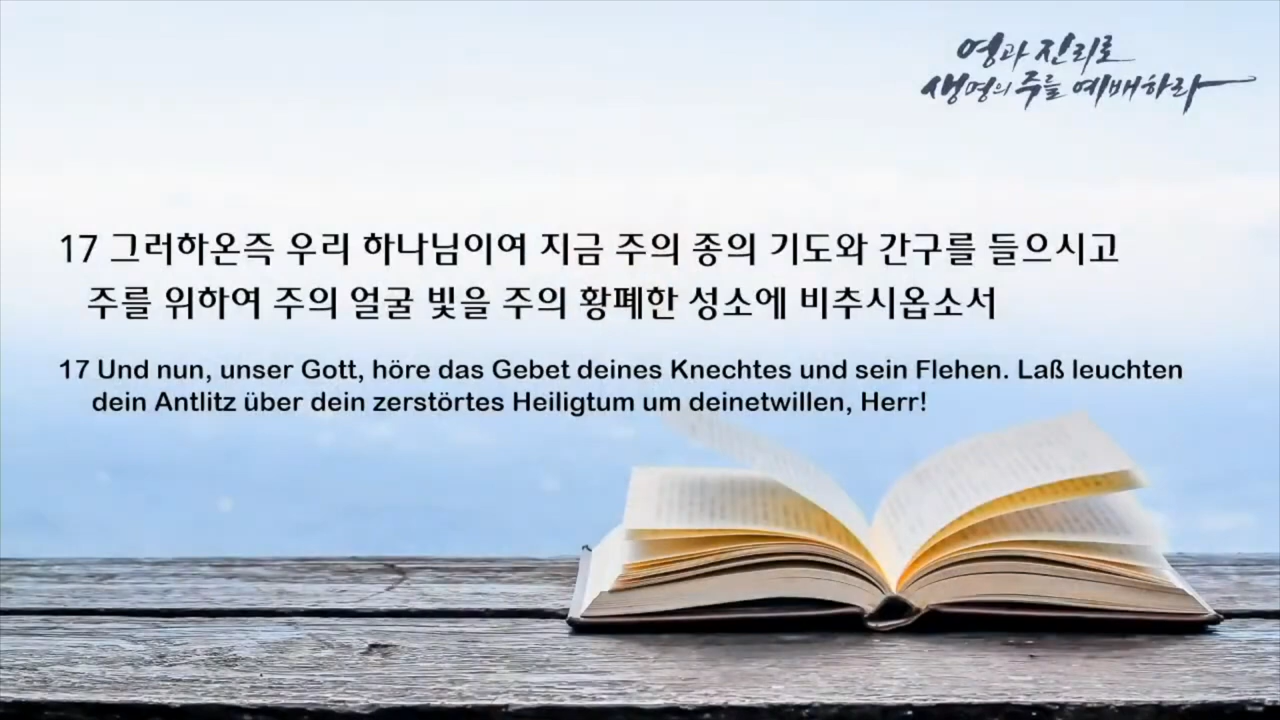 영과 진리로
생명의 주를 예배하라
17 그러하온즉 우리 하나님이여 지금 주의 종의 기도와 간구를 들으시고
주를 위하여 주의 얼굴 빛을 주의 황폐한 성소에 비추시옵소서
17 Und nun, unser Gott, höre das Gebet deines Knechtes und sein Flehen. Laß leuchten
dein Antlitz über dein zerstörtes Heiligtum um deinetwillen, Herr!